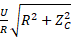 U/R √(R² + Z_C²)